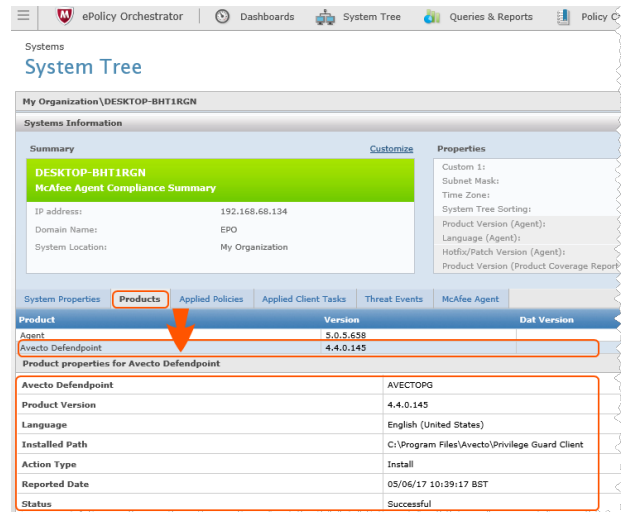 ePolicy Orchestrator Dashboards System Tree Queries & Reports Policy
Systems
System Tree
My Organization\DESKTOP-BHT1RGN
Systems Information
Summary Customize Properties
DESKTOP-BHT1RGN
McAfee Agent Compliance Summary
IP address: 192.168.68.134
Domain Name: EPO
System Location: My Organization
Custom 1:
Subnet Mask:
Time Zone:
System Tree Sorting:
Product Version (Agent):
Language (Agent):
Hotfix/Patch Version (Agent):
Product Version (Product Coverage Report
System Properties Products Applied Policies Applied Client Tasks Threat Events McAfee Agent
Product Version Dat Version
Agent 5.0.5.658
Avecto Defendpoint 4.4.0.145
Product properties for Avecto Defendpoint
Avecto Defendpoint AVECTOPG
Product Version 4.4.0.145
Language English (United States)
Installed Path C:\Program Files\Avecto\Privilege Guard Client
Action Type Install
Reported Date 05/06/17 10:39:17 BST
Status Successful